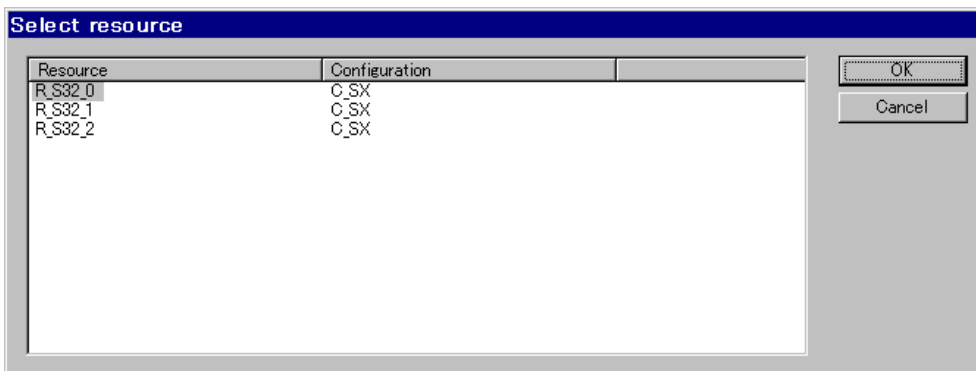 Select resource
Resource Configuration
R_S32_0 C_SX
R_S32_1 C_SX
R_S32_2 C_SX
OK
Cancel